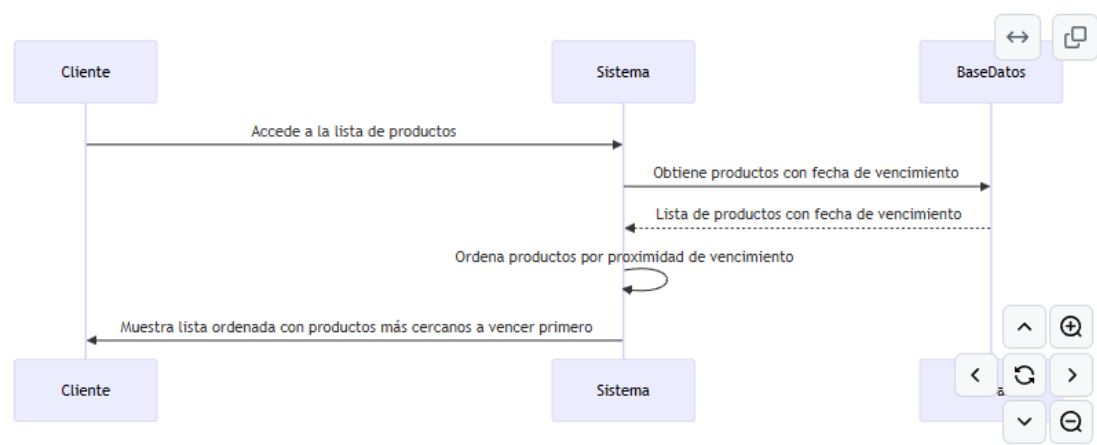 Cliente
Sistema
BaseDatos
Accede a la lista de productos
Obtiene productos con fecha de vencimiento
Lista de productos con fecha de vencimiento
Ordena productos por proximidad de vencimiento
Muestra lista ordenada con productos más cercanos a vencer primero
Cliente
Sistema